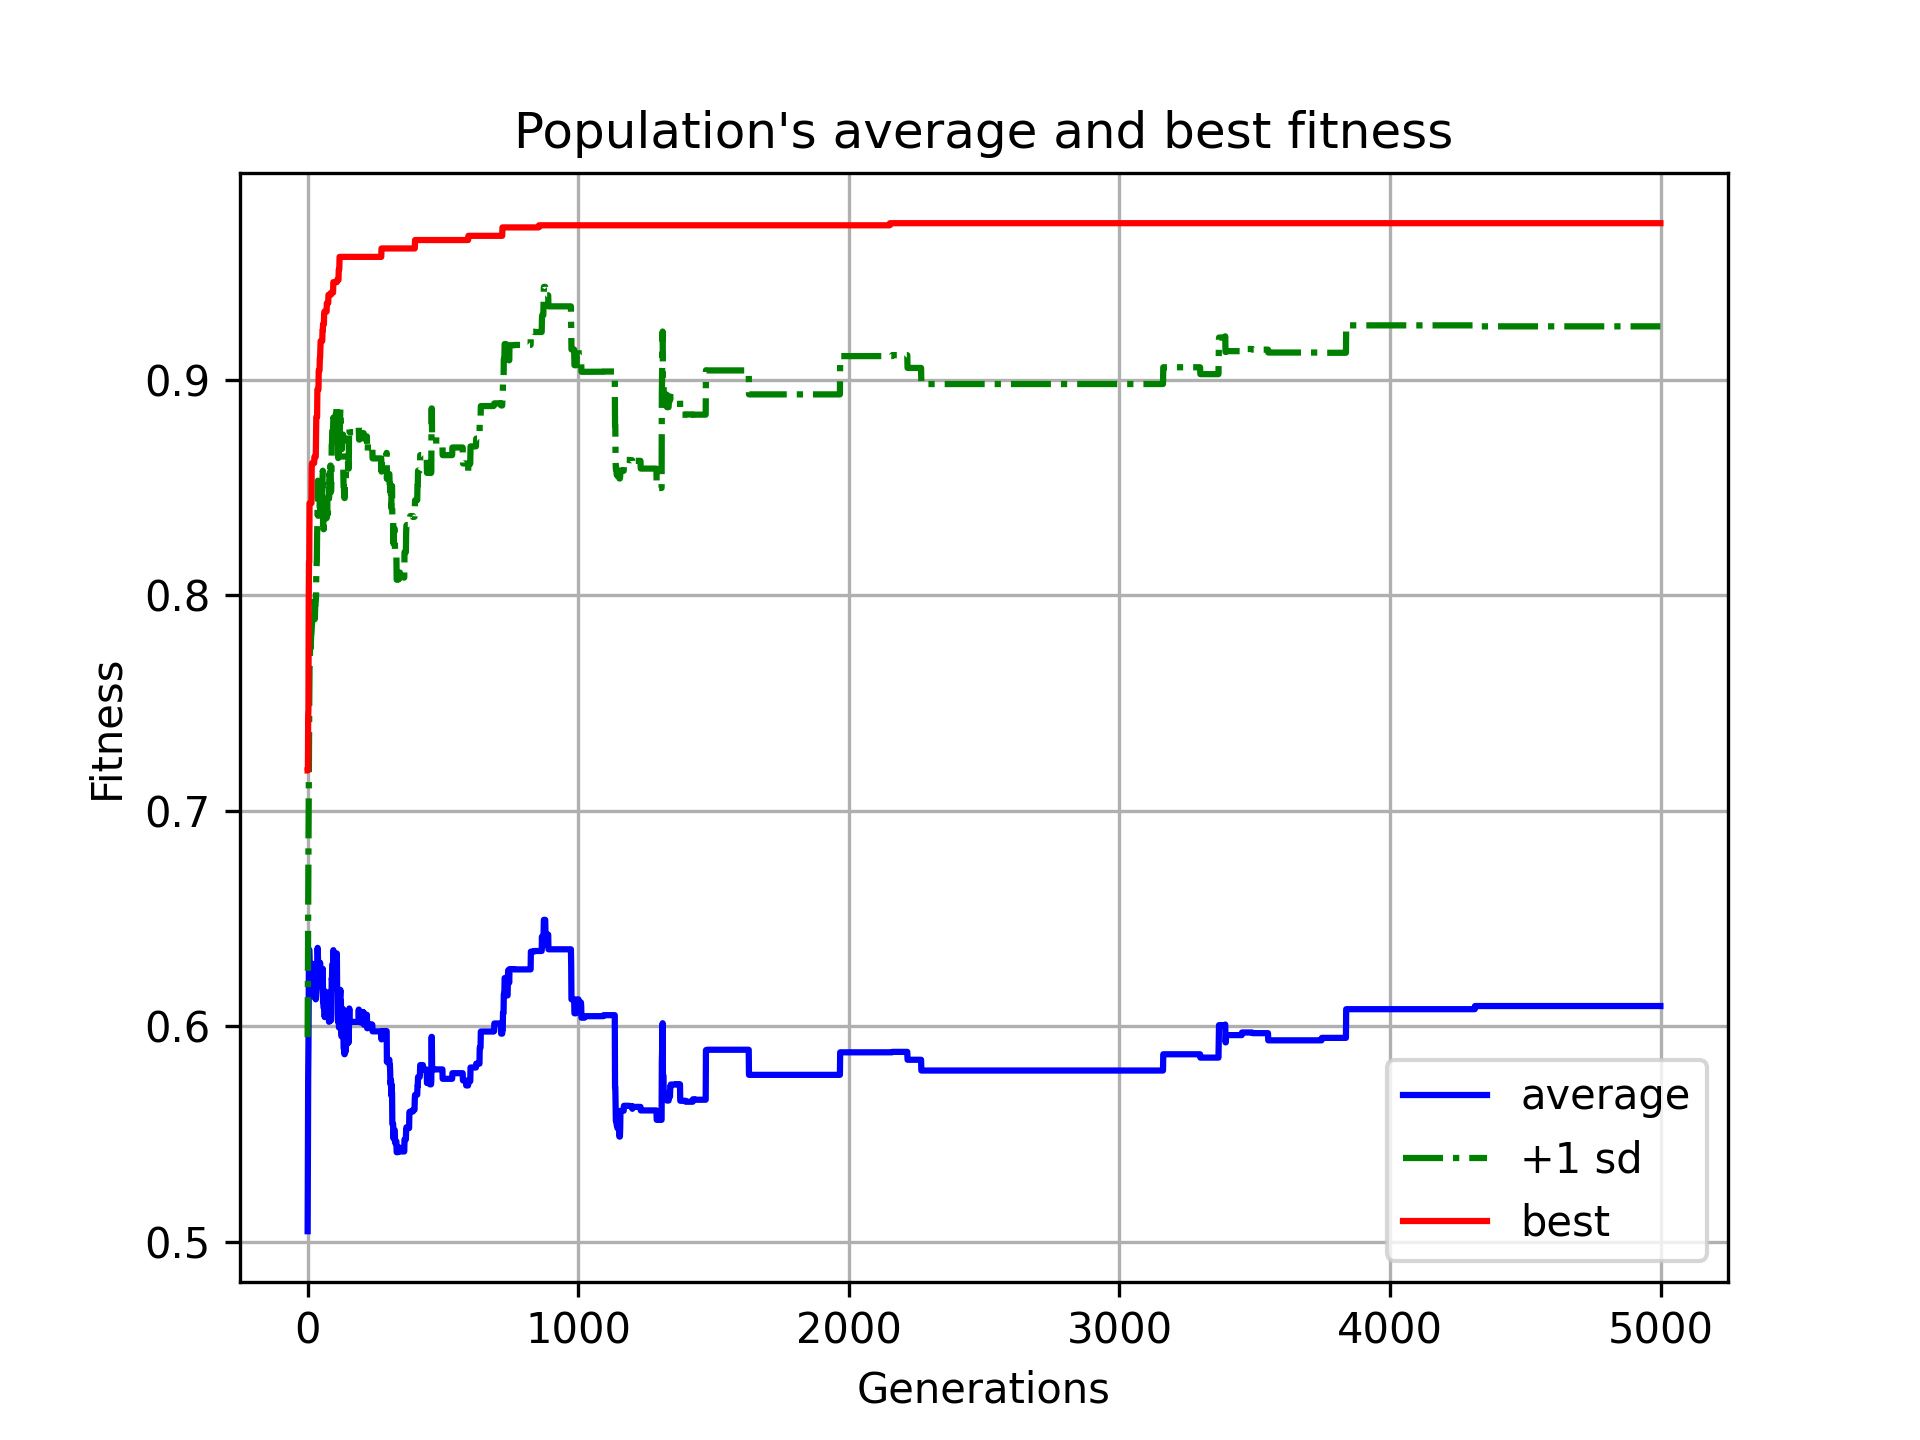 Population's average and best fitness
Fitness
0.9
0.8
0.7
0.6
0.5
0 1000 2000 3000 4000 5000
Generations
average
+1 sd
best